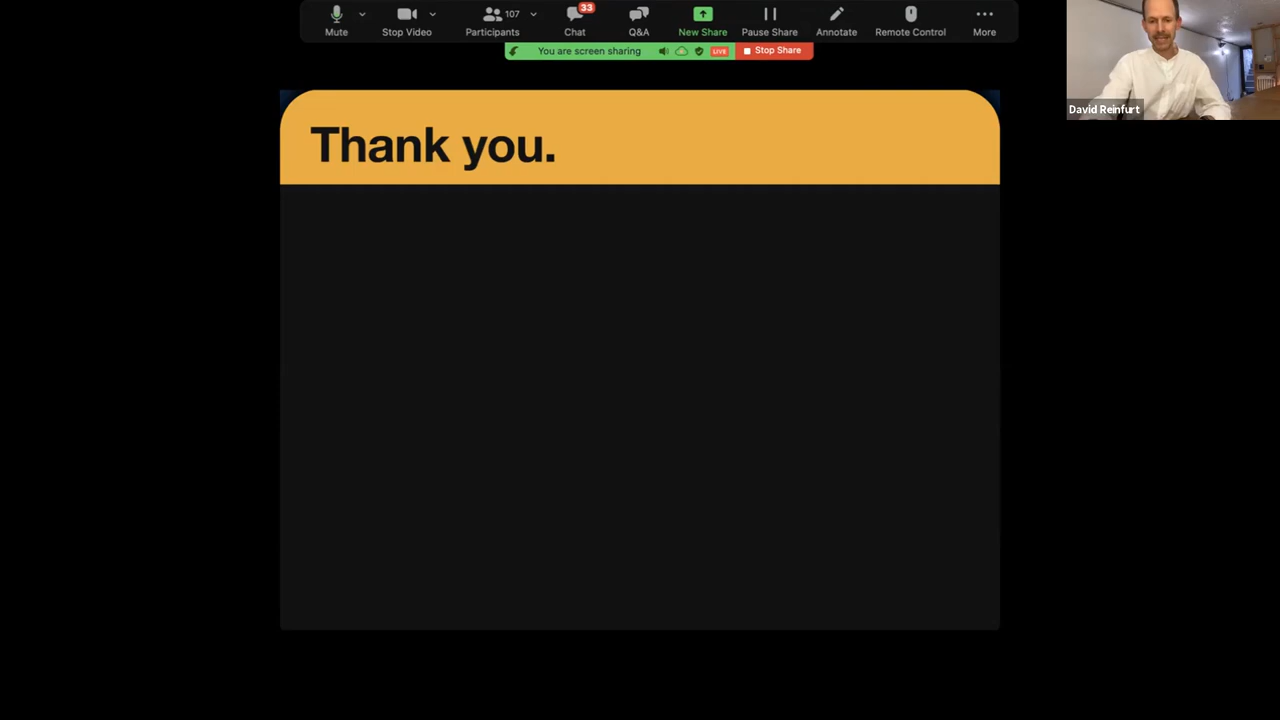 107
33
Mute
Stop Video
Participants
Chat
Q&A
New Share
Pause Share
Annotate
Remote Control
More
You are screen sharing
LIVE
Stop Share
David Reinfurt
Thank you.